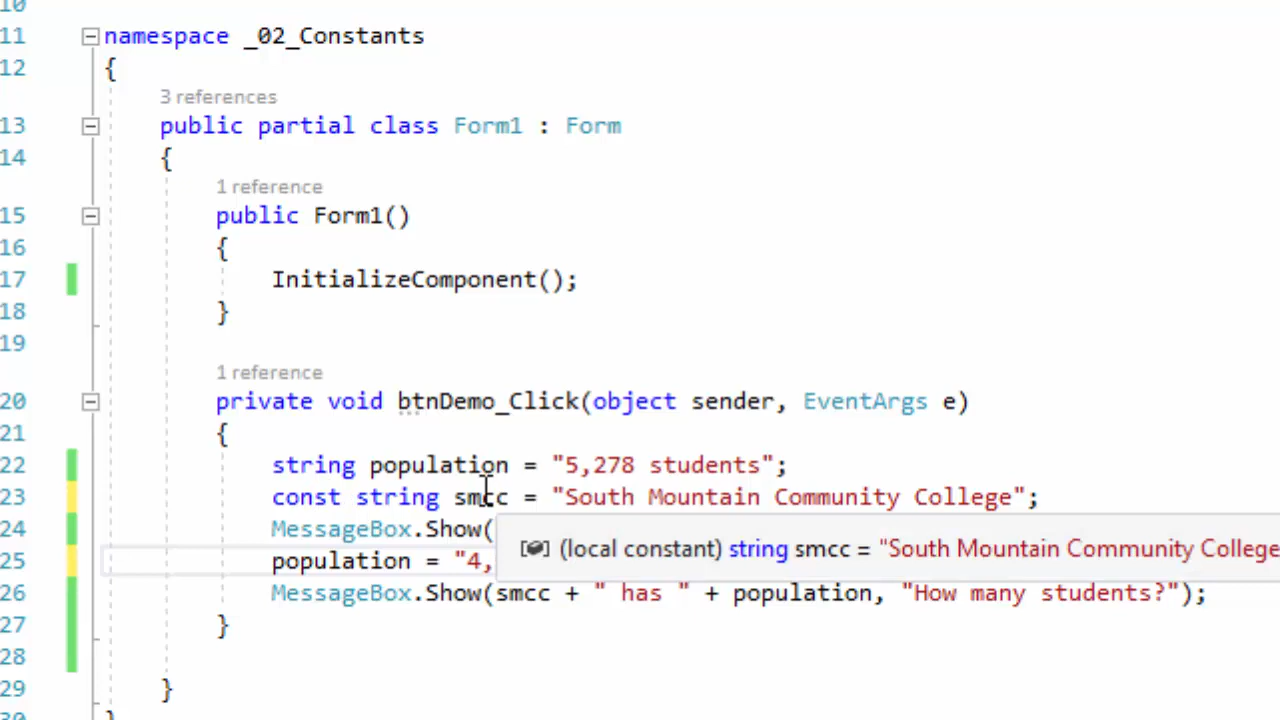 10
11 namespace _02_Constants
12 {
3 references
13 public partial class Form1 : Form
14 {
1 reference
15 public Form1()
16 {
17 InitializeComponent();
18 }
19
1 reference
20 private void btnDemo_Click(object sender, EventArgs e)
21 {
22 string population = "5,278 students";
23 const string smcc = "South Mountain Community College";
24 MessageBox.Show(
(local constant) string smcc = "South Mountain Community College
25 population = "4,
26 MessageBox.Show(smcc + " has " + population, "How many students?");
27 }
28
29 }
30 }